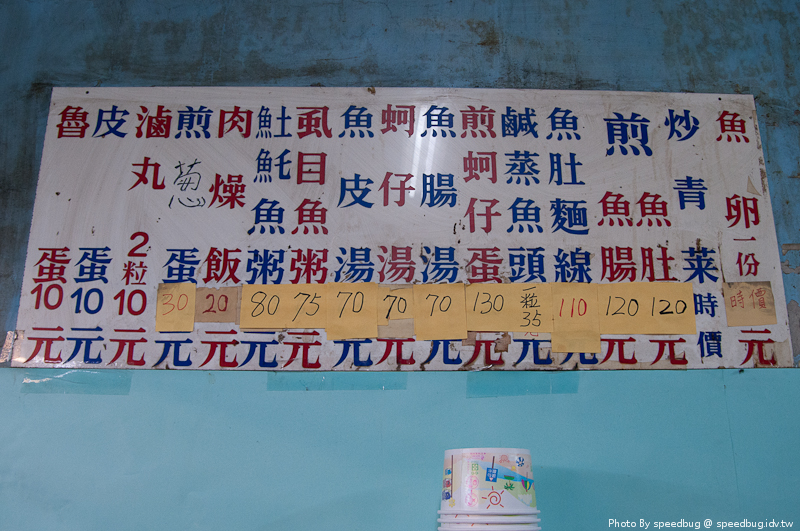 魚卵一份時價元
炒青菜時價
煎
魚肚120元
魚腸120元
魚肚麵線110元
鹹蒸魚頭一粒35元
煎蚵仔蛋130元
魚腸湯70元
蚵仔湯70元
魚皮湯70元
虱目魚粥75元
𩵚魠魚粥80元
肉燥飯20元
煎葱蛋30元
滷丸2粒10元
皮蛋10元
魯蛋10元
Photo By speedbug @ speedbug.idv.tw